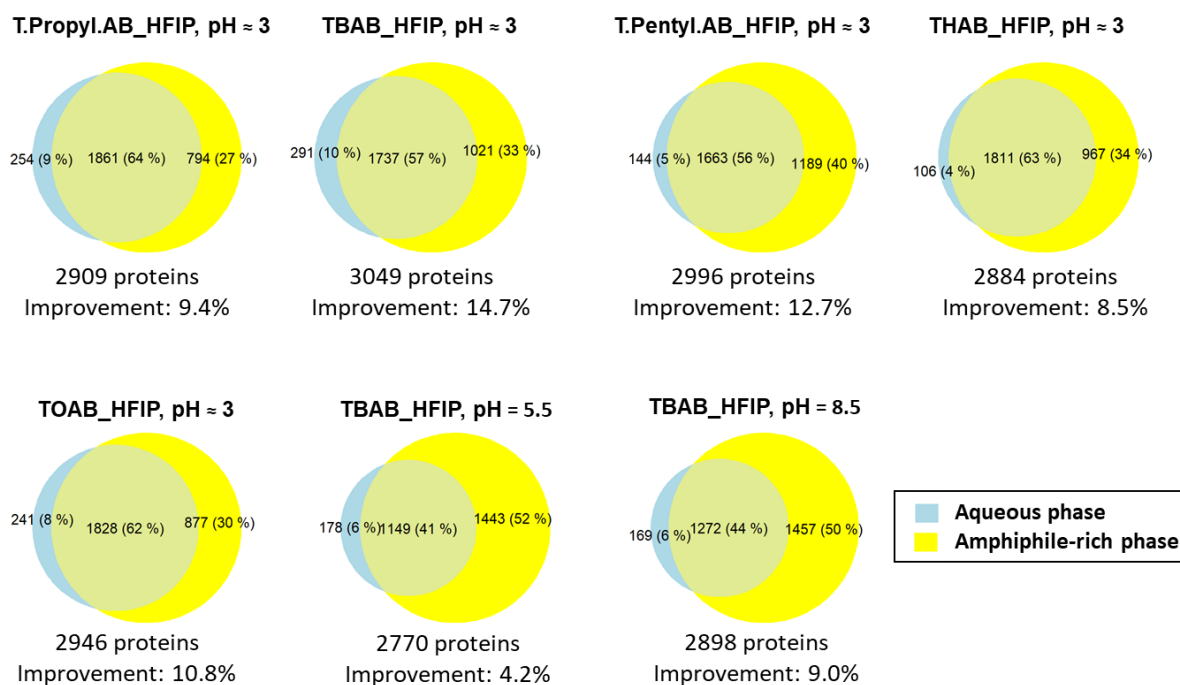 T.Propyl.AB_HFIP, pH ≈ 3
254 (9 %)
1861 (64 %)
794 (27 %)
2909 proteins
Improvement: 9.4%
TBAB_HFIP, pH ≈ 3
291 (10 %)
1737 (57 %)
1021 (33 %)
3049 proteins
Improvement: 14.7%
T.Pentyl.AB_HFIP, pH ≈ 3
144 (5 %)
1663 (56 %)
1189 (40 %)
2996 proteins
Improvement: 12.7%
THAB_HFIP, pH ≈ 3
106 (4 %)
1811 (63 %)
967 (34 %)
2884 proteins
Improvement: 8.5%
TOAB_HFIP, pH ≈ 3
241 (8 %)
1828 (62 %)
877 (30 %)
2946 proteins
Improvement: 10.8%
TBAB_HFIP, pH = 5.5
178 (6 %)
1149 (41 %)
1443 (52 %)
2770 proteins
Improvement: 4.2%
TBAB_HFIP, pH = 8.5
169 (6 %)
1272 (44 %)
1457 (50 %)
2898 proteins
Improvement: 9.0%
Aqueous phase
Amphiphile-rich phase